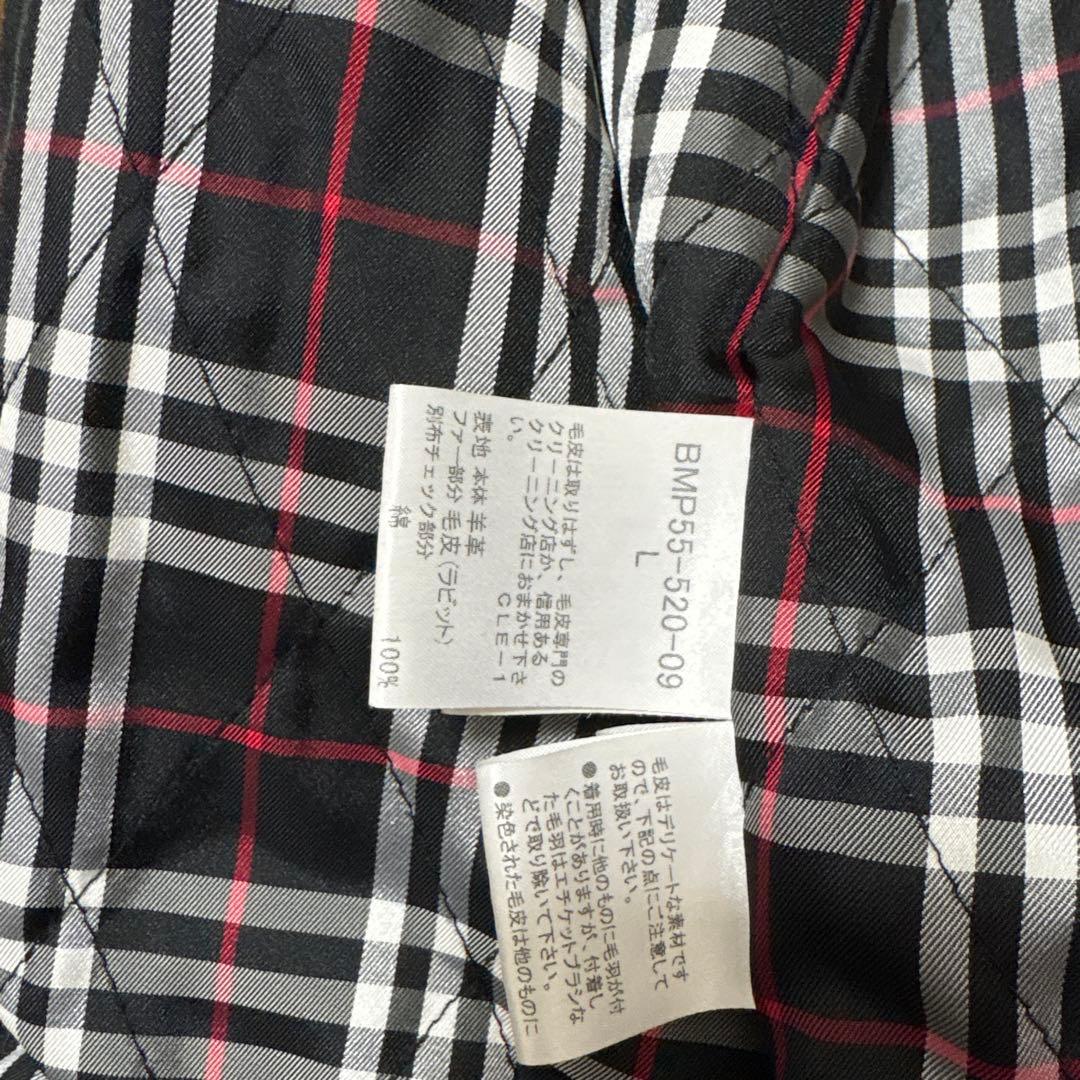 BMP55-520-09
L
毛皮は取りはずし、毛皮専門の
クリーニング店か、信用ある
クリーニング店におまかせ下さ
い。
CLE-1
表地 本体 羊革
ファー部分 毛皮(ラビット)
別布チェック部分
綿 100%
毛皮はデリケートな素材です
ので、下記の点にご注意して
お取扱い下さい。
●着用時に他のものに毛羽が付
くことがありますが、付着し
た毛羽はエチケットブラシな
どで取り除いて下さい。
●染色された毛皮は他のものに